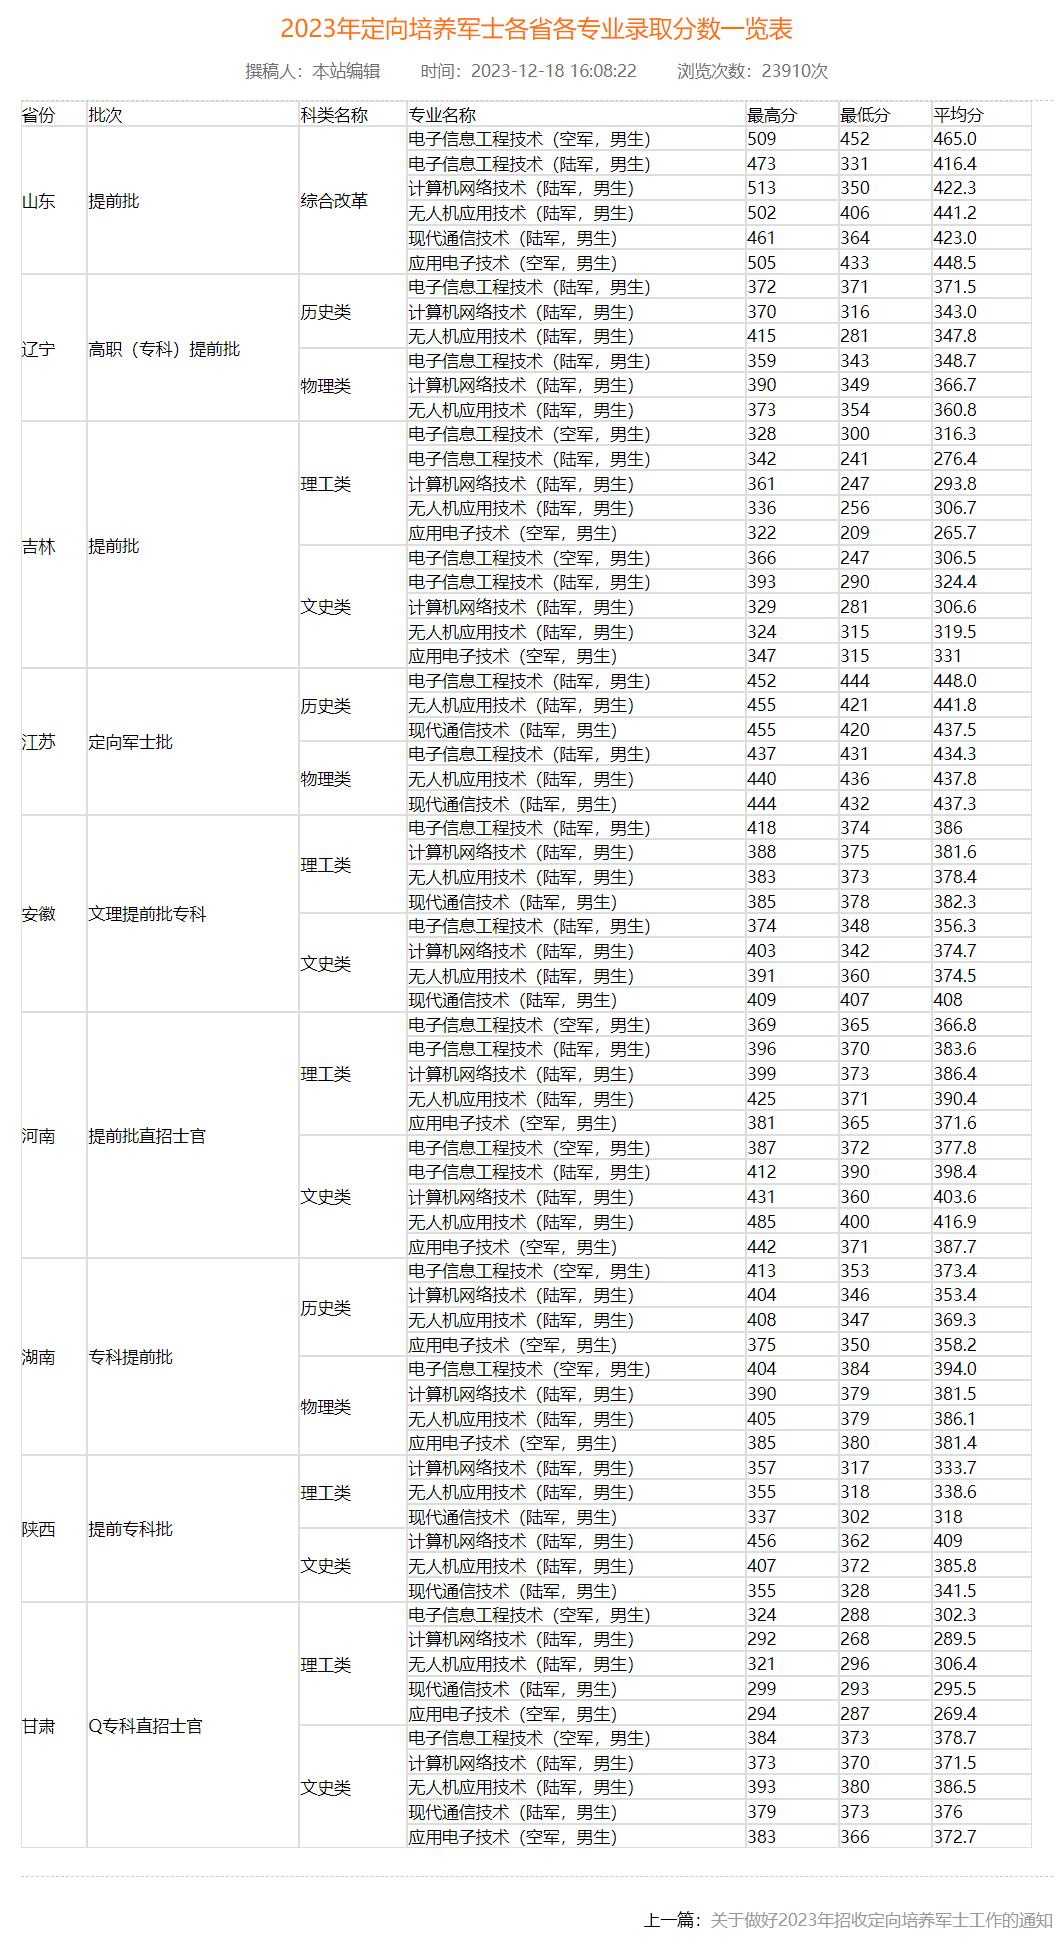 2023年定向培养军士各省各专业录取分数一览表
撰稿人：本站编辑 时间：2023-12-18 16:08:22 浏览次数：23910次
省份 批次 科类名称 专业名称 最高分 最低分 平均分
山东 提前批 综合改革 电子信息工程技术（空军，男生） 509 452 465.0
电子信息工程技术（陆军，男生） 473 331 416.4
计算机网络技术（陆军，男生） 513 350 422.3
无人机应用技术（陆军，男生） 502 406 441.2
现代通信技术（陆军，男生） 461 364 423.0
应用电子技术（空军，男生） 505 433 448.5
辽宁 高职（专科）提前批 历史类 电子信息工程技术（陆军，男生） 372 371 371.5
计算机网络技术（陆军，男生） 370 316 343.0
无人机应用技术（陆军，男生） 415 281 347.8
物理类 电子信息工程技术（陆军，男生） 359 343 348.7
计算机网络技术（陆军，男生） 390 349 366.7
无人机应用技术（陆军，男生） 373 354 360.8
吉林 提前批 理工类 电子信息工程技术（空军，男生） 328 300 316.3
电子信息工程技术（陆军，男生） 342 241 276.4
计算机网络技术（陆军，男生） 361 247 293.8
无人机应用技术（陆军，男生） 336 256 306.7
应用电子技术（空军，男生） 322 209 265.7
文史类 电子信息工程技术（空军，男生） 366 247 306.5
电子信息工程技术（陆军，男生） 393 290 324.4
计算机网络技术（陆军，男生） 329 281 306.6
无人机应用技术（陆军，男生） 324 315 319.5
应用电子技术（空军，男生） 347 315 331
江苏 定向军士批 历史类 电子信息工程技术（陆军，男生） 452 444 448.0
无人机应用技术（陆军，男生） 455 421 441.8
现代通信技术（陆军，男生） 455 420 437.5
物理类 电子信息工程技术（陆军，男生） 437 431 434.3
无人机应用技术（陆军，男生） 440 436 437.8
现代通信技术（陆军，男生） 444 432 437.3
安徽 文理提前批专科 理工类 电子信息工程技术（陆军，男生） 418 374 386
计算机网络技术（陆军，男生） 388 375 381.6
无人机应用技术（陆军，男生） 383 373 378.4
现代通信技术（陆军，男生） 385 378 382.3
文史类 电子信息工程技术（陆军，男生） 374 348 356.3
计算机网络技术（陆军，男生） 403 342 374.7
无人机应用技术（陆军，男生） 391 360 374.5
现代通信技术（陆军，男生） 409 407 408
河南 提前批直招士官 理工类 电子信息工程技术（空军，男生） 369 365 366.8
电子信息工程技术（陆军，男生） 396 370 383.6
计算机网络技术（陆军，男生） 399 373 386.4
无人机应用技术（陆军，男生） 425 371 390.4
应用电子技术（空军，男生） 381 365 371.6
文史类 电子信息工程技术（空军，男生） 387 372 377.8
电子信息工程技术（陆军，男生） 412 390 398.4
计算机网络技术（陆军，男生） 431 360 403.6
无人机应用技术（陆军，男生） 485 400 416.9
应用电子技术（空军，男生） 442 371 387.7
湖南 专科提前批 历史类 电子信息工程技术（空军，男生） 413 353 373.4
计算机网络技术（陆军，男生） 404 346 353.4
无人机应用技术（陆军，男生） 408 347 369.3
应用电子技术（空军，男生） 375 350 358.2
物理类 电子信息工程技术（空军，男生） 404 384 394.0
计算机网络技术（陆军，男生） 390 379 381.5
无人机应用技术（陆军，男生） 405 379 386.1
应用电子技术（空军，男生） 385 380 381.4
陕西 提前专科批 理工类 计算机网络技术（陆军，男生） 357 317 333.7
无人机应用技术（陆军，男生） 355 318 338.6
现代通信技术（陆军，男生） 337 302 318
文史类 计算机网络技术（陆军，男生） 456 362 409
无人机应用技术（陆军，男生） 407 372 385.8
现代通信技术（陆军，男生） 355 328 341.5
甘肃 Q专科直招士官 理工类 电子信息工程技术（空军，男生） 324 288 302.3
计算机网络技术（陆军，男生） 292 268 289.5
无人机应用技术（陆军，男生） 321 296 306.4
现代通信技术（陆军，男生） 299 293 295.5
应用电子技术（空军，男生） 294 287 269.4
文史类 电子信息工程技术（空军，男生） 384 373 378.7
计算机网络技术（陆军，男生） 373 370 371.5
无人机应用技术（陆军，男生） 393 380 386.5
现代通信技术（陆军，男生） 379 373 376
应用电子技术（空军，男生） 383 366 372.7
上一篇：关于做好2023年招收定向培养军士工作的通知